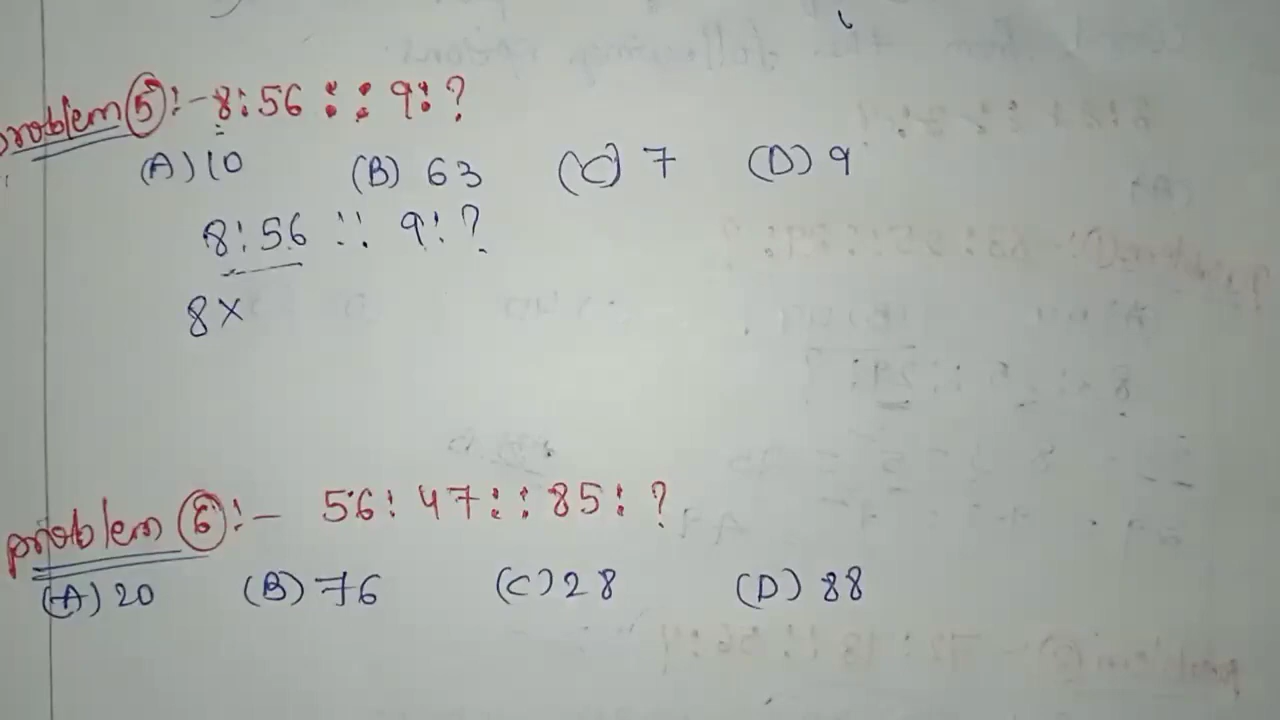 problem (5):- 8:56 :: 9:?
(A) 10 (B) 63 (C) 7 (D) 9
8:56 :: 9:?
8×
problem (6):- 56:47::85:?
(A) 20 (B) 76 (C) 28 (D) 88